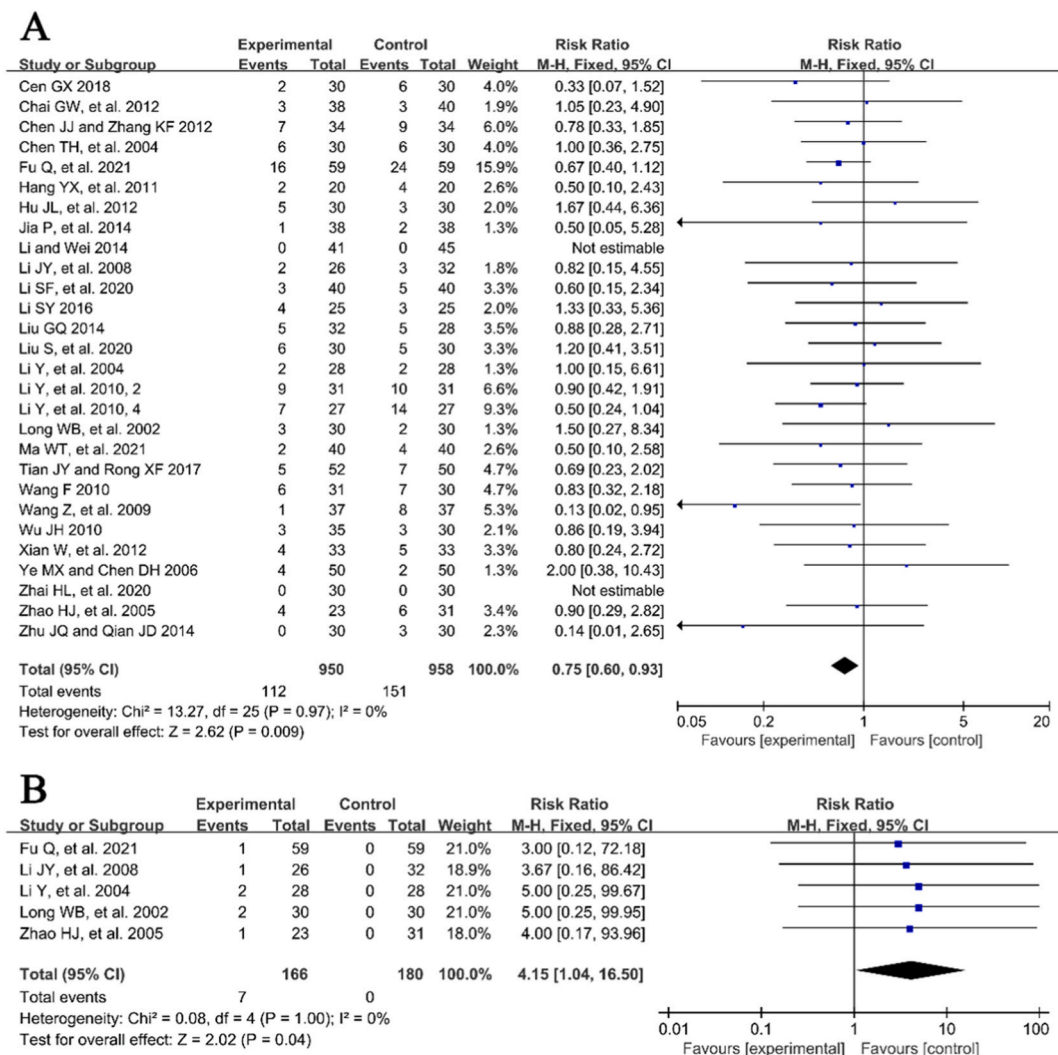 A
Experimental Control Risk Ratio Risk Ratio
Study or Subgroup Events Total Events Total Weight M-H, Fixed, 95% CI M-H, Fixed, 95% CI
Cen GX 2018 2 30 6 30 4.0% 0.33 [0.07, 1.52]
Chai GW, et al. 2012 3 38 3 40 1.9% 1.05 [0.23, 4.90]
Chen JJ and Zhang KF 2012 7 34 9 34 6.0% 0.78 [0.33, 1.85]
Chen TH, et al. 2004 6 30 6 30 4.0% 1.00 [0.36, 2.75]
Fu Q, et al. 2021 16 59 24 59 15.9% 0.67 [0.40, 1.12]
Hang YX, et al. 2011 2 20 4 20 2.6% 0.50 [0.10, 2.43]
Hu JL, et al. 2012 5 30 3 30 2.0% 1.67 [0.44, 6.36]
Jia P, et al. 2014 1 38 2 38 1.3% 0.50 [0.05, 5.28]
Li and Wei 2014 0 41 0 45 Not estimable
Li JY, et al. 2008 2 26 3 32 1.8% 0.82 [0.15, 4.55]
Li SF, et al. 2020 3 40 5 40 3.3% 0.60 [0.15, 2.34]
Li SY 2016 4 25 3 25 2.0% 1.33 [0.33, 5.36]
Liu GQ 2014 5 32 5 28 3.5% 0.88 [0.28, 2.71]
Liu S, et al. 2020 6 30 5 30 3.3% 1.20 [0.41, 3.51]
Li Y, et al. 2004 2 28 2 28 1.3% 1.00 [0.15, 6.61]
Li Y, et al. 2010, 2 9 31 10 31 6.6% 0.90 [0.42, 1.91]
Li Y, et al. 2010, 4 7 27 14 27 9.3% 0.50 [0.24, 1.04]
Long WB, et al. 2002 3 30 2 30 1.3% 1.50 [0.27, 8.34]
Ma WT, et al. 2021 2 40 4 40 2.6% 0.50 [0.10, 2.58]
Tian JY and Rong XF 2017 5 52 7 50 4.7% 0.69 [0.23, 2.02]
Wang F 2010 6 31 7 30 4.7% 0.83 [0.32, 2.18]
Wang Z, et al. 2009 1 37 8 37 5.3% 0.13 [0.02, 0.95]
Wu JH 2010 3 35 3 30 2.1% 0.86 [0.19, 3.94]
Xian W, et al. 2012 4 33 5 33 3.3% 0.80 [0.24, 2.72]
Ye MX and Chen DH 2006 4 50 2 50 1.3% 2.00 [0.38, 10.43]
Zhai HL, et al. 2020 0 30 0 30 Not estimable
Zhao HJ, et al. 2005 4 23 6 31 3.4% 0.90 [0.29, 2.82]
Zhu JQ and Qian JD 2014 0 30 3 30 2.3% 0.14 [0.01, 2.65]
Total (95% CI) 950 958 100.0% 0.75 [0.60, 0.93]
Total events 112 151
Heterogeneity: Chi² = 13.27, df = 25 (P = 0.97); I² = 0%
Test for overall effect: Z = 2.62 (P = 0.009)
0.05 0.2 1 5 20
Favours [experimental] Favours [control]
B
Experimental Control Risk Ratio Risk Ratio
Study or Subgroup Events Total Events Total Weight M-H, Fixed, 95% CI M-H, Fixed, 95% CI
Fu Q, et al. 2021 1 59 0 59 21.0% 3.00 [0.12, 72.18]
Li JY, et al. 2008 1 26 0 32 18.9% 3.67 [0.16, 86.42]
Li Y, et al. 2004 2 28 0 28 21.0% 5.00 [0.25, 99.67]
Long WB, et al. 2002 2 30 0 30 21.0% 5.00 [0.25, 99.95]
Zhao HJ, et al. 2005 1 23 0 31 18.0% 4.00 [0.17, 93.96]
Total (95% CI) 166 180 100.0% 4.15 [1.04, 16.50]
Total events 7 0
Heterogeneity: Chi² = 0.08, df = 4 (P = 1.00); I² = 0%
Test for overall effect: Z = 2.02 (P = 0.04)
0.01 0.1 1 10 100
Favours [experimental] Favours [control]